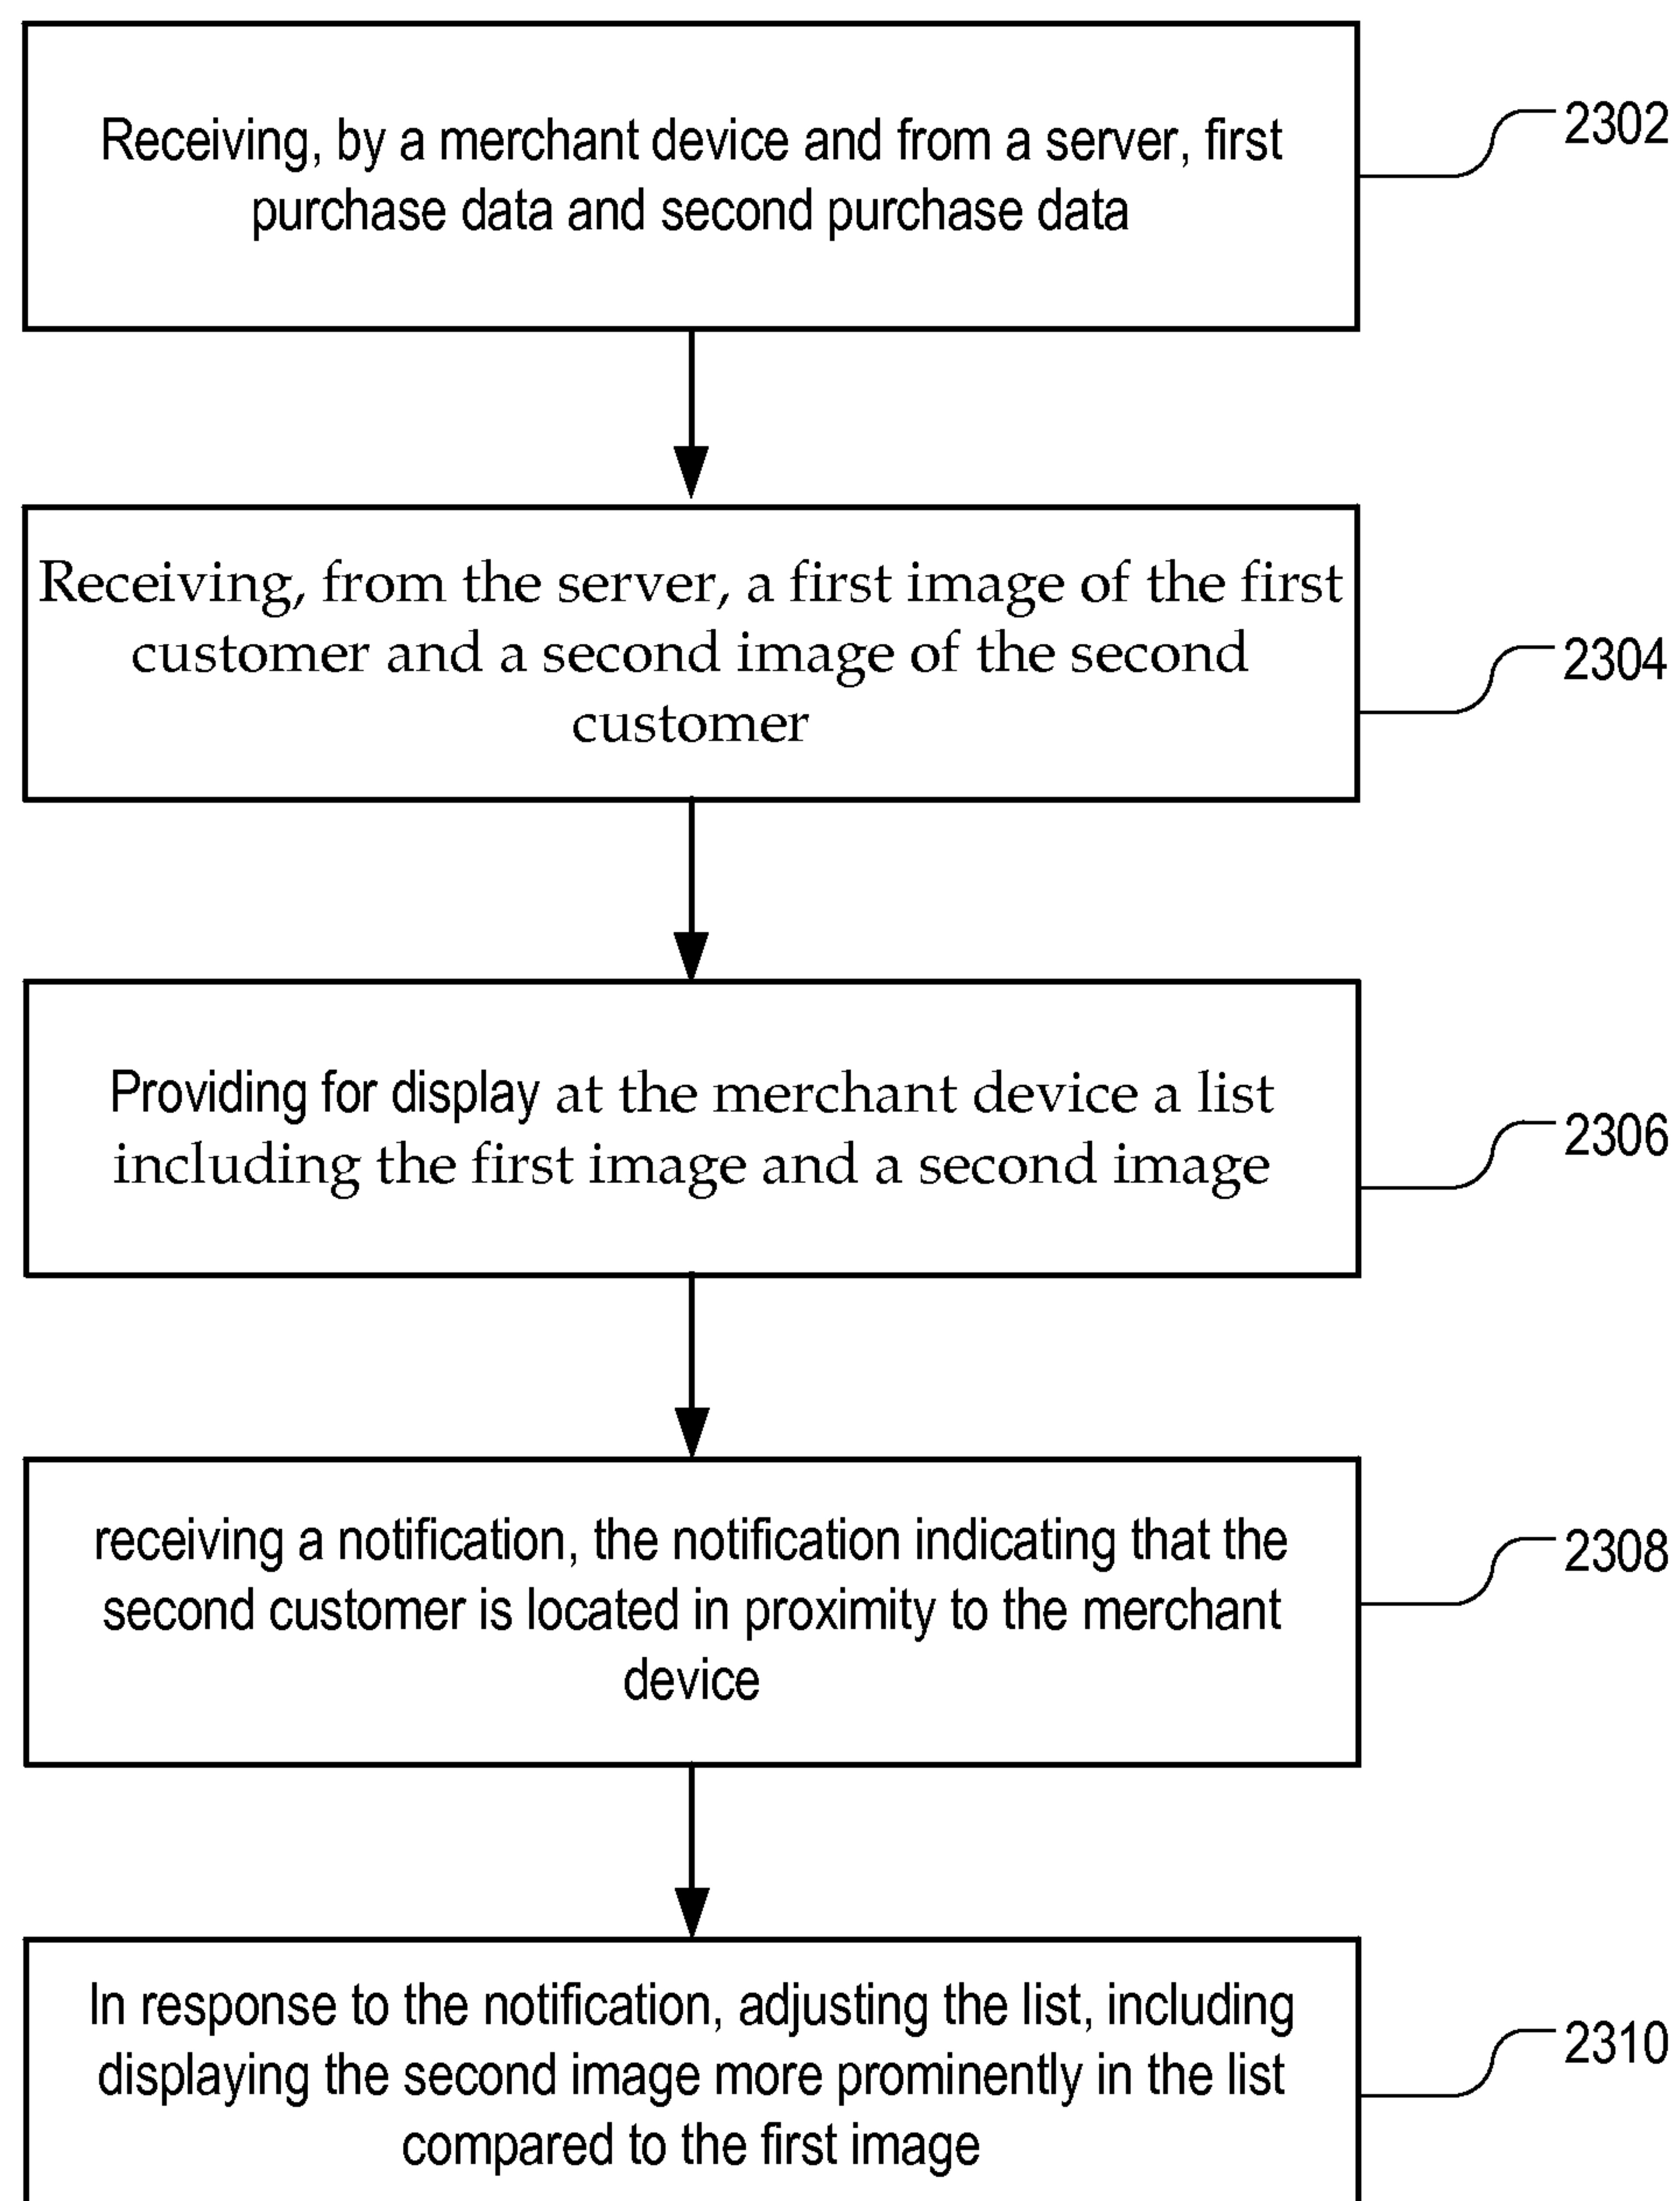 Receiving, by a merchant device and from a server, first
purchase data and second purchase data
2302
Receiving, from the server, a first image of the first
customer and a second image of the second
customer
2304
Providing for display at the merchant device a list
including the first image and a second image
2306
receiving a notification, the notification indicating that the
second customer is located in proximity to the merchant
device
2308
In response to the notification, adjusting the list, including
displaying the second image more prominently in the list
compared to the first image
2310